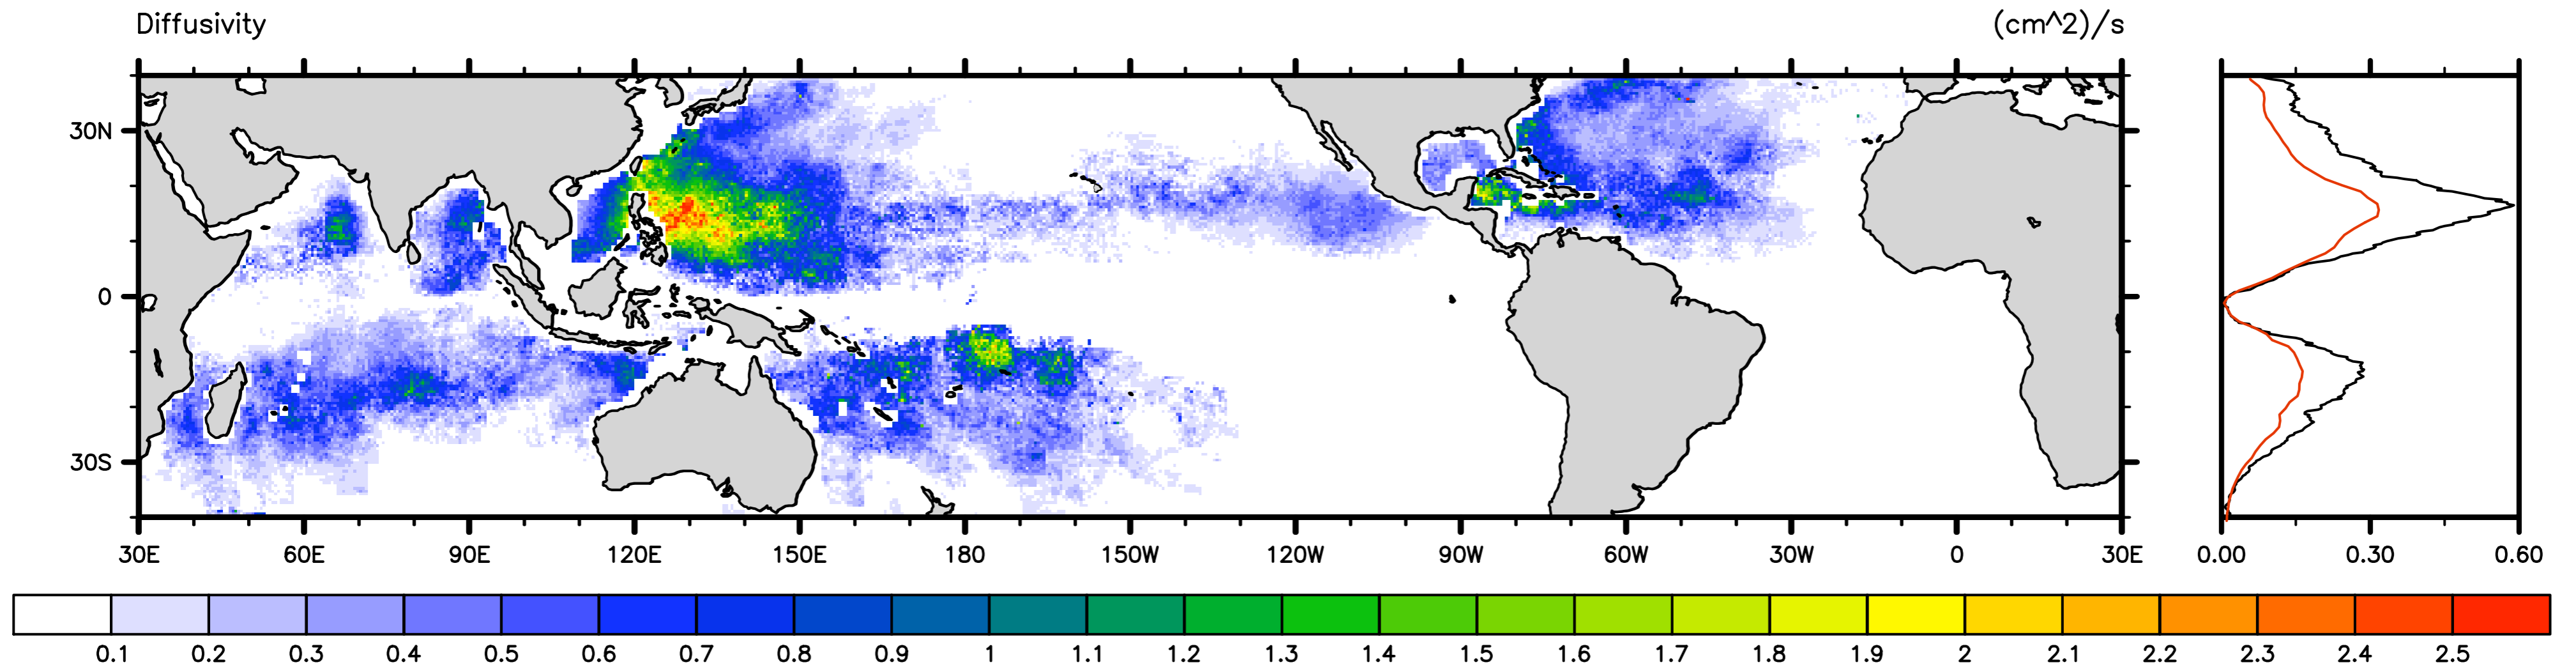 Diffusivity (cm^2)/s
30N
0
30S
30E 60E 90E 120E 150E 180 150W 120W 90W 60W 30W 0 30E 0.00 0.30 0.60
0.1 0.2 0.3 0.4 0.5 0.6 0.7 0.8 0.9 1 1.1 1.2 1.3 1.4 1.5 1.6 1.7 1.8 1.9 2 2.1 2.2 2.3 2.4 2.5